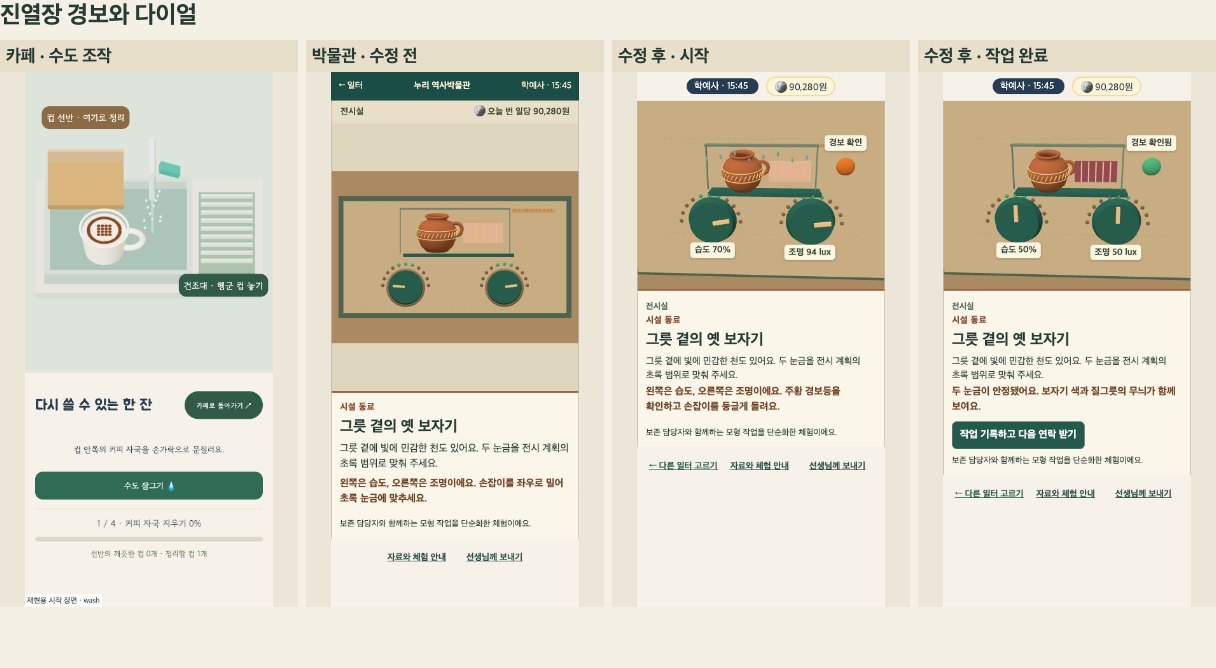 진열장 경보와 다이얼
카페 · 수도 조작
컵 선반 · 여기로 정리
건조대 · 헹군 컵 놓기
다시 쓸 수 있는 한 잔
카페로 돌아가기 ↗
컵 안쪽의 커피 자국을 손가락으로 문질러요.
수도 잠그기
1 / 4 · 커피 자국 지우기 0%
선반의 깨끗한 컵 0개 · 정리할 컵 1개
재현용 시작 장면 · wash
박물관 · 수정 전
← 일터
누리 역사박물관
학예사 · 15:45
전시실
오늘 번 일당 90,280원
시설 동료
그릇 곁의 옛 보자기
그릇 곁에 빛에 민감한 천도 있어요. 두 눈금을 전시 계획의
초록 범위로 맞춰 주세요.
왼쪽은 습도, 오른쪽은 조명이에요. 손잡이를 좌우로 밀어
초록 눈금에 맞추세요.
보존 담당자와 함께하는 모형 작업을 단순화한 체험이에요.
자료와 체험 안내
선생님께 보내기
수정 후 · 시작
학예사 · 15:45
90,280원
경보 확인
습도 70%
조명 94 lux
전시실
시설 동료
그릇 곁의 옛 보자기
그릇 곁에 빛에 민감한 천도 있어요. 두 눈금을 전시 계획의
초록 범위로 맞춰 주세요.
왼쪽은 습도, 오른쪽은 조명이에요. 주황 경보등을
확인하고 손잡이를 둥글게 돌려요.
보존 담당자와 함께하는 모형 작업을 단순화한 체험이에요.
← 다른 일터 고르기
자료와 체험 안내
선생님께 보내기
수정 후 · 작업 완료
학예사 · 15:45
90,280원
경보 확인됨
습도 50%
조명 50 lux
전시실
시설 동료
그릇 곁의 옛 보자기
그릇 곁에 빛에 민감한 천도 있어요. 두 눈금을 전시 계획의
초록 범위로 맞춰 주세요.
두 눈금이 안정됐어요. 보자기 색과 질그릇의 무늬가 함께
보여요.
작업 기록하고 다음 연락 받기
보존 담당자와 함께하는 모형 작업을 단순화한 체험이에요.
← 다른 일터 고르기
자료와 체험 안내
선생님께 보내기